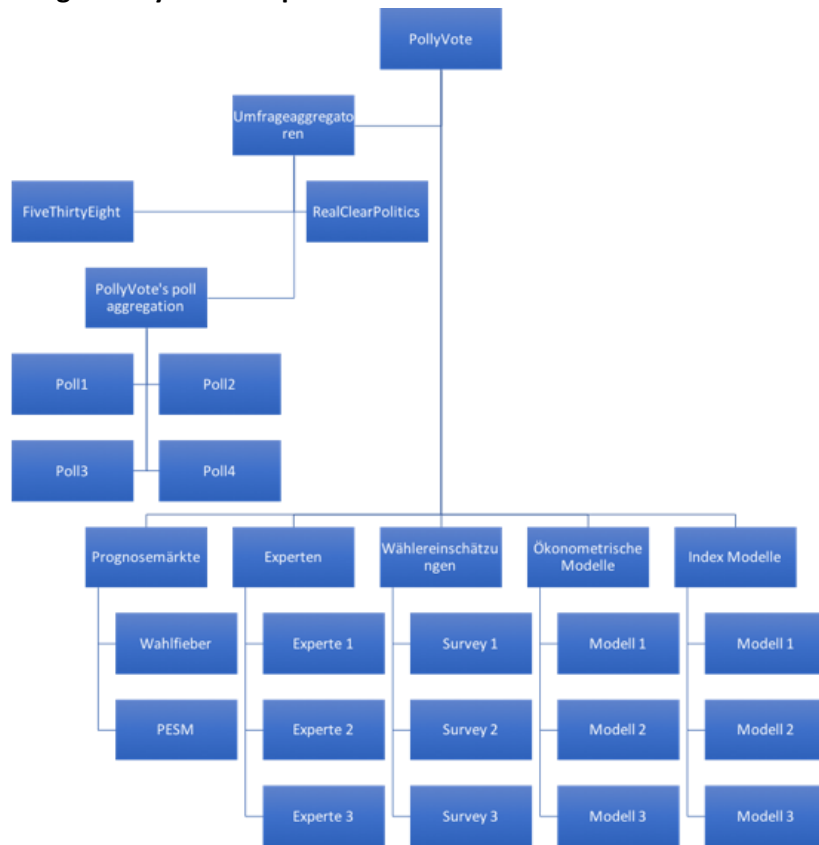 PollyVote
Umfrageaggregato
ren
FiveThirtyEight
RealClearPolitics
PollyVote's poll
aggregation
Poll1
Poll2
Poll3
Poll4
Prognosemärkte
Experten
Wählereinschätzu
ngen
Ökonometrische
Modelle
Index Modelle
Wahlfieber
Experte 1
Survey 1
Modell 1
Modell 1
PESM
Experte 2
Survey 2
Modell 2
Modell 2
Experte 3
Survey 3
Modell 3
Modell 3